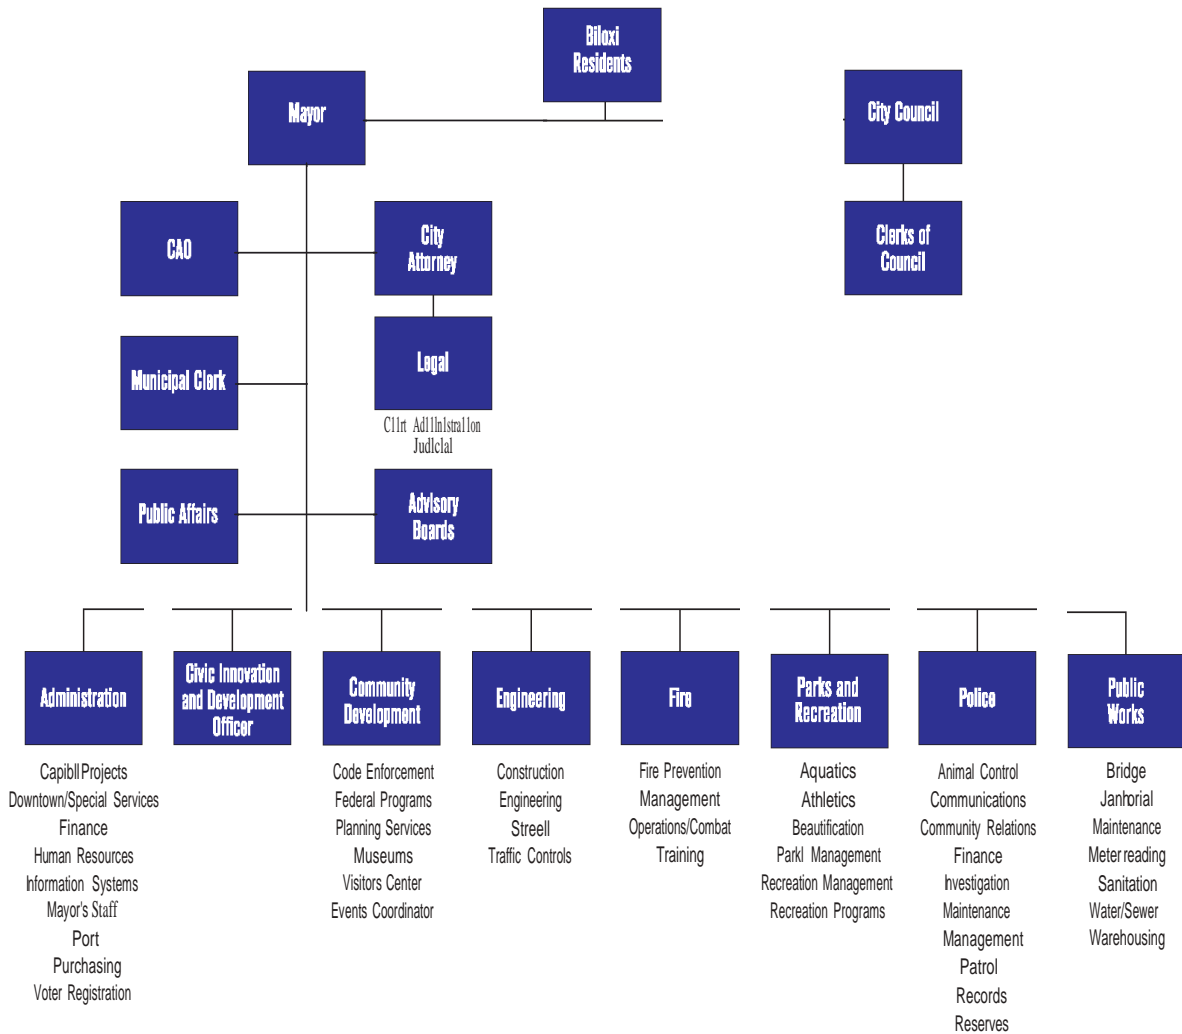 Biloxi
Residents
Mayor
City Council
CAO
City
Attorney
Clerks of
Council
Municipal Clerk
Legal
C11rt Ad11ln1stra11on
Judlclal
Public Affairs
Advisory
Boards
Administration
Capibll Projects
Downtown/Special Services
Finance
Human Resources
Information Systems
Mayor's Staff
Port
Purchasing
Voter Registration
Civic Innovation
and Development
Officer
Community
Development
Code Enforcement
Federal Programs
Planning Services
Museums
Visitors Center
Events Coordinator
Engineering
Construction
Engineering
Streell
Traffic Controls
Fire
Fire Prevention
Management
Operations/Combat
Training
Parks and
Recreation
Aquatics
Athletics
Beautification
Parkl Management
Recreation Management
Recreation Programs
Police
Animal Control
Communications
Community Relations
Finance
Investigation
Maintenance
Management
Patrol
Records
Reserves
Public
Works
Bridge
Janhorial
Maintenance
Meter reading
Sanitation
Water/Sewer
Warehousing